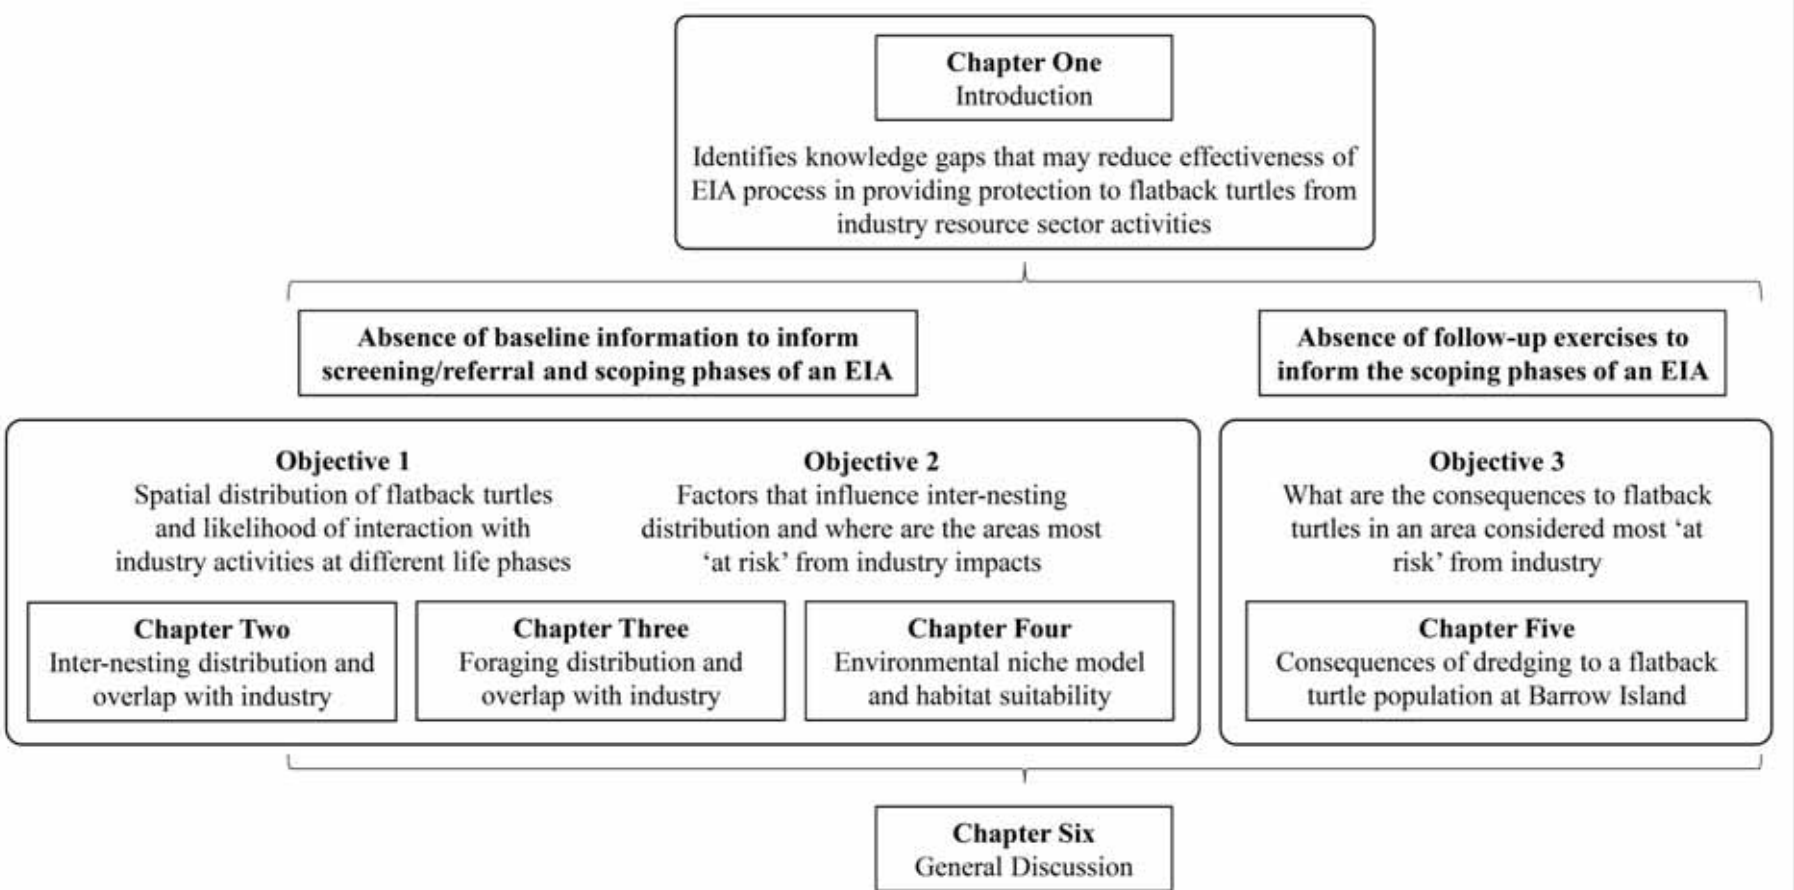 Chapter One
Introduction
Identifies knowledge gaps that may reduce effectiveness of
EIA process in providing protection to flatback turtles from
industry resource sector activities
Absence of baseline information to inform
screening/referral and scoping phases of an EIA
Absence of follow-up exercises to
inform the scoping phases of an EIA
Objective 1
Spatial distribution of flatback turtles
and likelihood of interaction with
industry activities at different life phases
Objective 2
Factors that influence inter-nesting
distribution and where are the areas most
‘at risk’ from industry impacts
Objective 3
What are the consequences to flatback
turtles in an area considered most ‘at
risk’ from industry
Chapter Two
Inter-nesting distribution and
overlap with industry
Chapter Three
Foraging distribution and
overlap with industry
Chapter Four
Environmental niche model
and habitat suitability
Chapter Five
Consequences of dredging to a flatback
turtle population at Barrow Island
Chapter Six
General Discussion